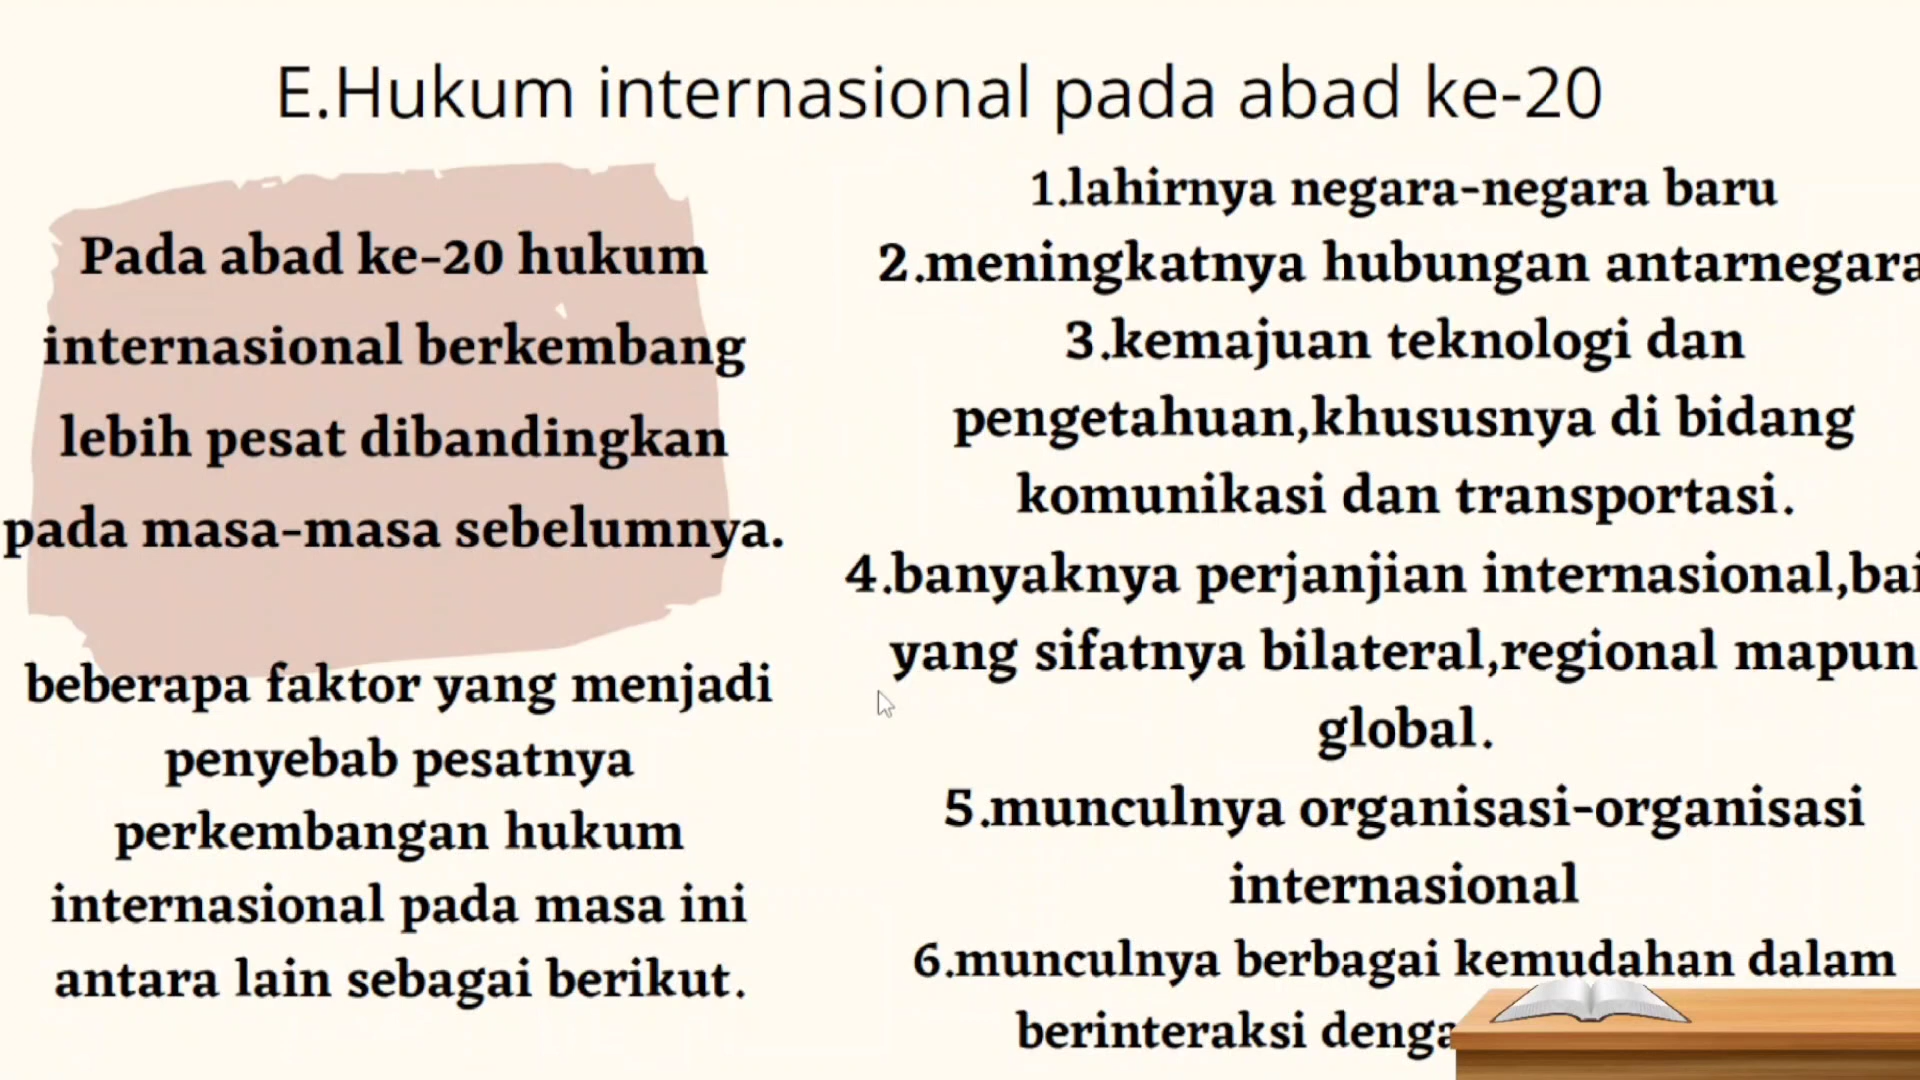 E.Hukum internasional pada abad ke-20
Pada abad ke-20 hukum
internasional berkembang
lebih pesat dibandingkan
pada masa-masa sebelumnya.
beberapa faktor yang menjadi
penyebab pesatnya
perkembangan hukum
internasional pada masa ini
antara lain sebagai berikut.
1.lahirnya negara-negara baru
2.meningkatnya hubungan antarnegara
3.kemajuan teknologi dan
pengetahuan,khususnya di bidang
komunikasi dan transportasi.
4.banyaknya perjanjian internasional,
yang sifatnya bilateral,regional mapun
global.
5.munculnya organisasi-organisasi
internasional
6.munculnya berbagai kemudahan dalam
berinteraksi